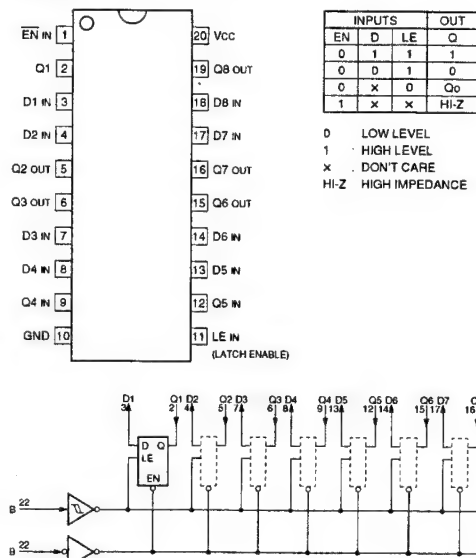 EN IN 1
Q1 2
D1 IN 3
D2 IN 4
Q2 OUT 5
Q3 OUT 6
D3 IN 7
D4 IN 8
Q4 IN 9
GND 10
20 VCC
19 Q8 OUT
18 D8 IN
17 D7 IN
16 Q7 OUT
15 Q6 OUT
14 D6 IN
13 D5 IN
12 Q5 IN
11 LE IN
(LATCH ENABLE)
INPUTS OUT
EN D LE Q
0 1 1 1
0 0 1 0
0 × 0 Qo
1 × × HI-Z
0 LOW LEVEL
1 HIGH LEVEL
× DON'T CARE
HI-Z HIGH IMPEDANCE
D1 Q1 D2 Q2 D3 Q3 D4 Q4 D5 Q5 D6 Q6 D7 Q
3 2 4 5 7 6 8 9 13 12 14 15 17 16
D Q
LE
EN
B 22
B 22